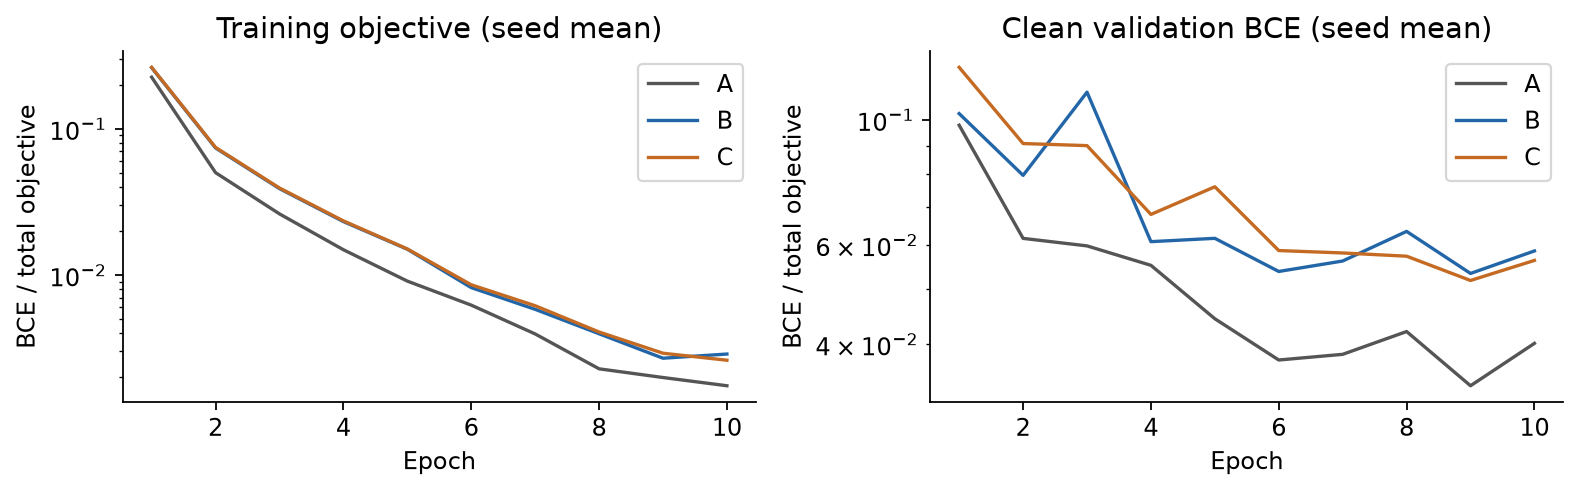 Training objective (seed mean)
BCE / total objective
10⁻¹
10⁻²
2 4 6 8 10
Epoch
A
B
C
Clean validation BCE (seed mean)
BCE / total objective
10⁻¹
6 × 10⁻²
4 × 10⁻²
2 4 6 8 10
Epoch
A
B
C